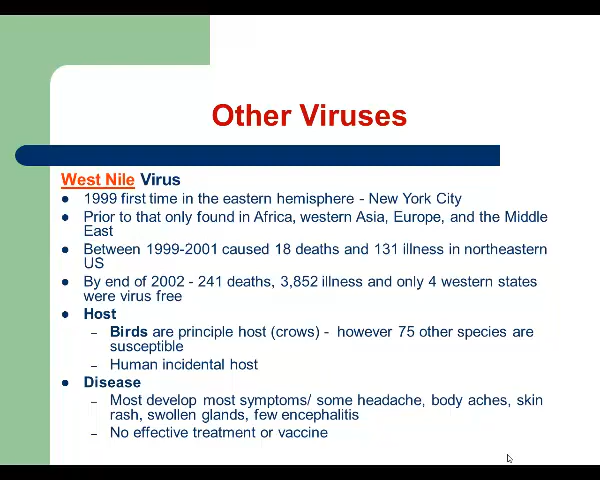 Other Viruses
West Nile Virus
● 1999 first time in the eastern hemisphere - New York City
● Prior to that only found in Africa, western Asia, Europe, and the Middle
East
● Between 1999-2001 caused 18 deaths and 131 illness in northeastern
US
● By end of 2002 - 241 deaths, 3,852 illness and only 4 western states
were virus free
● Host
– Birds are principle host (crows) - however 75 other species are
susceptible
– Human incidental host
● Disease
– Most develop most symptoms/ some headache, body aches, skin
rash, swollen glands, few encephalitis
– No effective treatment or vaccine